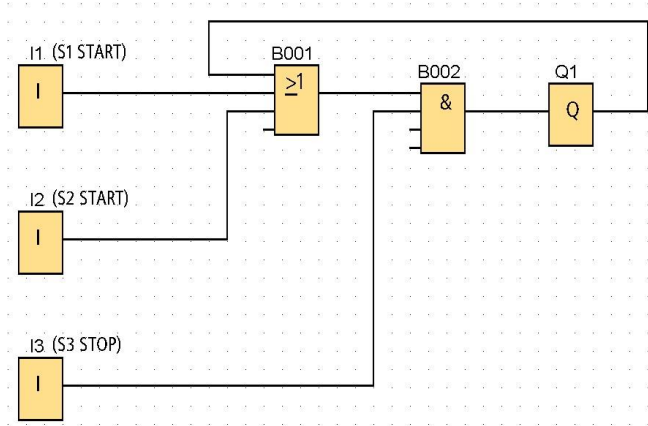 I1 (S1 START)
I
B001
≥1
B002
&
Q1
Q
I2 (S2 START)
I
I3 (S3 STOP)
I